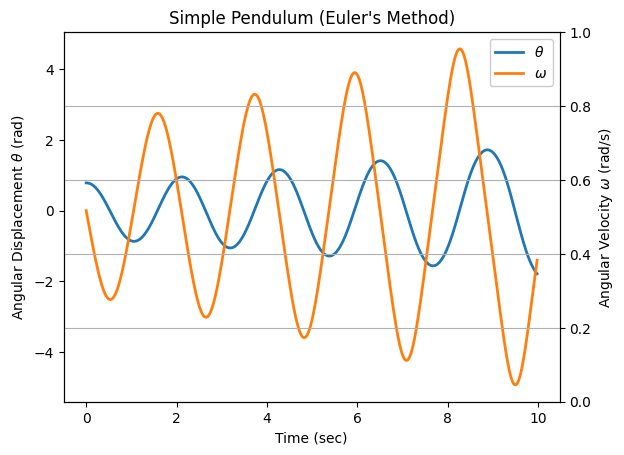 Simple Pendulum (Euler's Method)
θ
ω
4
2
0
−2
−4
Angular Displacement θ (rad)
1.0
0.8
0.6
0.4
0.2
0.0
Angular Velocity ω (rad/s)
0 2 4 6 8 10
Time (sec)